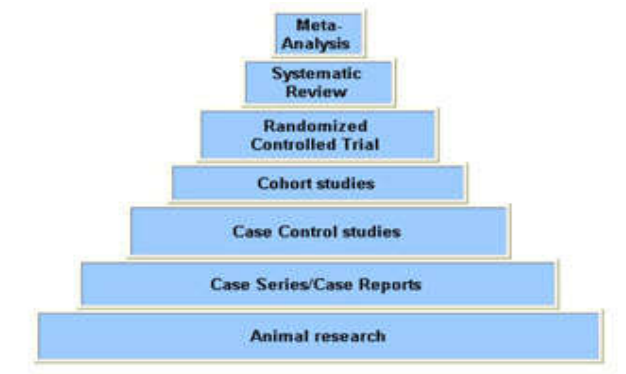 Meta-
Analysis
Systematic
Review
Randomized
Controlled Trial
Cohort studies
Case Control studies
Case Series/Case Reports
Animal research